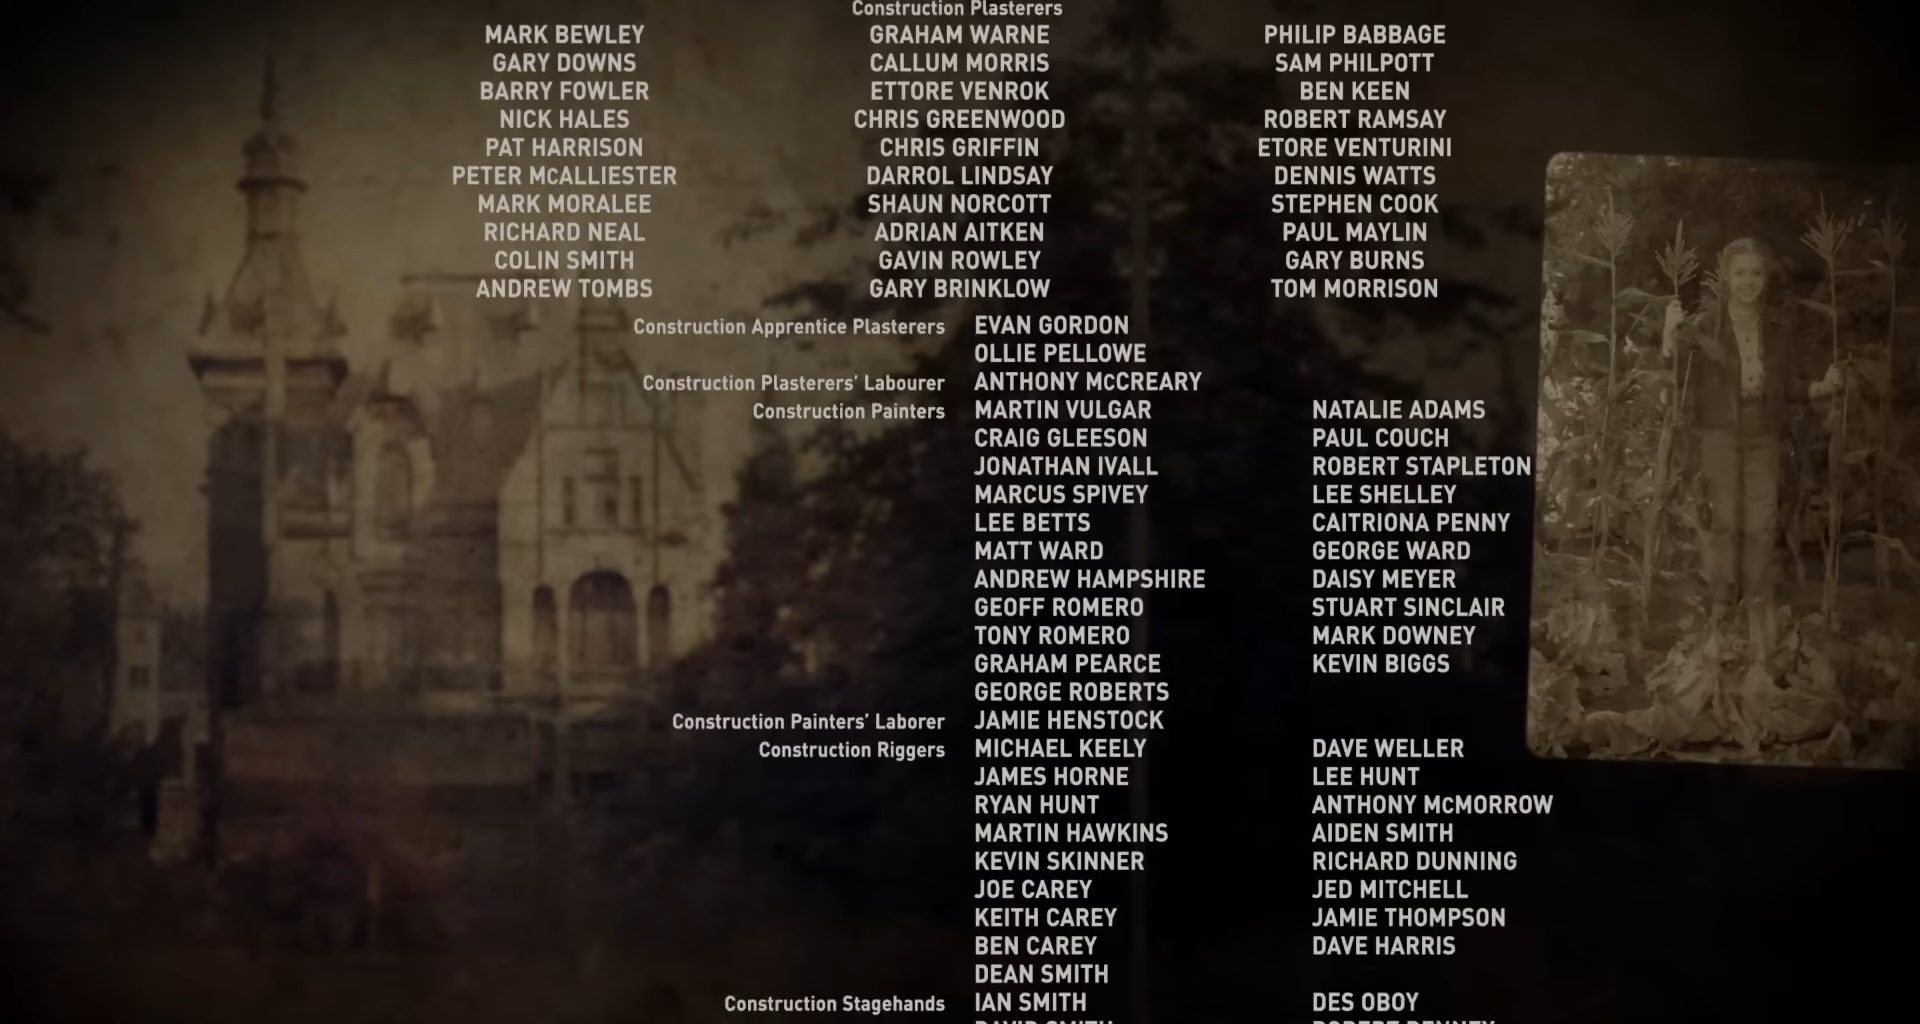 Construction Plasterers
MARK BEWLEY GRAHAM WARNE PHILIP BABBAGE
GARY DOWNS CALLUM MORRIS SAM PHILPOTT
BARRY FOWLER ETTORE VENROK BEN KEEN
NICK HALES CHRIS GREENWOOD ROBERT RAMSAY
PAT HARRISON CHRIS GRIFFIN ETORE VENTURINI
PETER McALLIESTER DARROL LINDSAY DENNIS WATTS
MARK MORALEE SHAUN NORCOTT STEPHEN COOK
RICHARD NEAL ADRIAN AITKEN PAUL MAYLIN
COLIN SMITH GAVIN ROWLEY GARY BURNS
ANDREW TOMBS GARY BRINKLOW TOM MORRISON
Construction Apprentice Plasterers EVAN GORDON
OLLIE PELLOWE
Construction Plasterers' Labourer ANTHONY McCREARY
Construction Painters MARTIN VULGAR NATALIE ADAMS
CRAIG GLEESON PAUL COUCH
JONATHAN IVALL ROBERT STAPLETON
MARCUS SPIVEY LEE SHELLEY
LEE BETTS CAITRIONA PENNY
MATT WARD GEORGE WARD
ANDREW HAMPSHIRE DAISY MEYER
GEOFF ROMERO STUART SINCLAIR
TONY ROMERO MARK DOWNEY
GRAHAM PEARCE KEVIN BIGGS
GEORGE ROBERTS
Construction Painters' Laborer JAMIE HENSTOCK
Construction Riggers MICHAEL KEELY DAVE WELLER
JAMES HORNE LEE HUNT
RYAN HUNT ANTHONY McMORROW
MARTIN HAWKINS AIDEN SMITH
KEVIN SKINNER RICHARD DUNNING
JOE CAREY JED MITCHELL
KEITH CAREY JAMIE THOMPSON
BEN CAREY DAVE HARRIS
DEAN SMITH
Construction Stagehands IAN SMITH DES OBOY